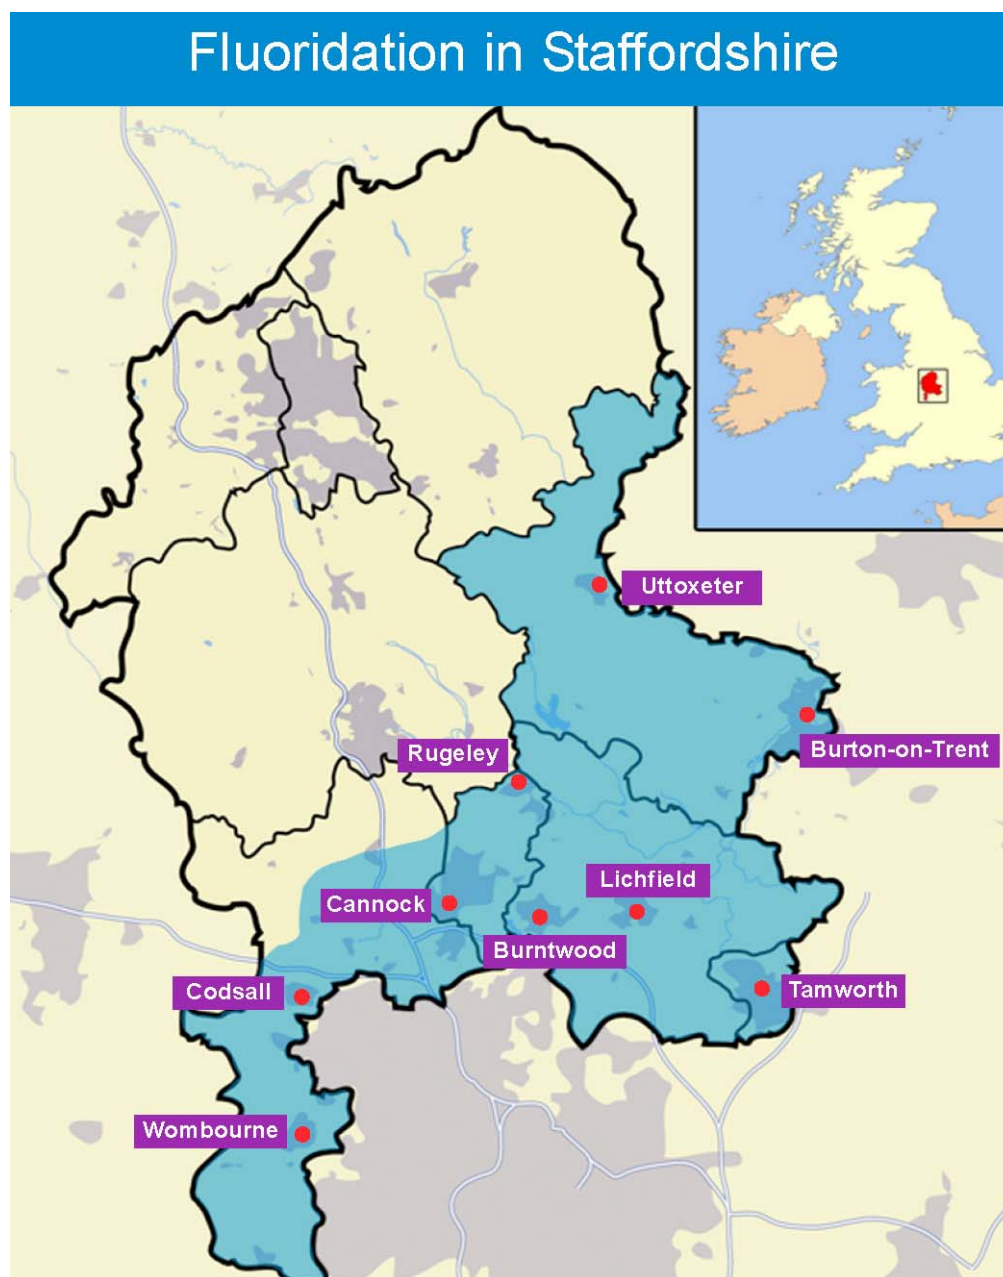 Fluoridation in Staffordshire
Uttoxeter
Burton-on-Trent
Rugeley
Lichfield
Cannock
Burntwood
Codsall
Tamworth
Wombourne